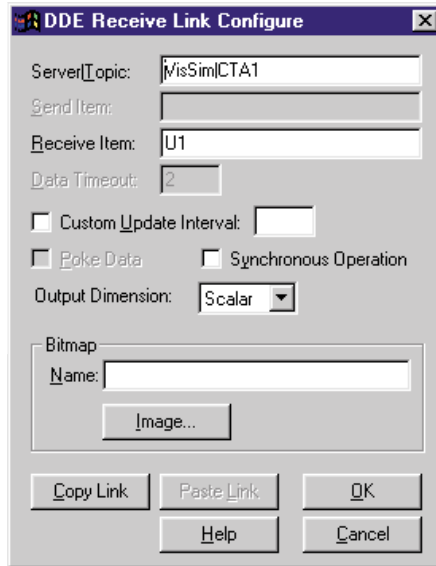 DDE Receive Link Configure
Server|Topic: VisSim|CTA1
Send Item:
Receive Item: U1
Data Timeout: 2
Custom Update Interval:
Poke Data Synchronous Operation
Output Dimension: Scalar
Bitmap
Name:
Image...
Copy Link Paste Link OK
Help Cancel